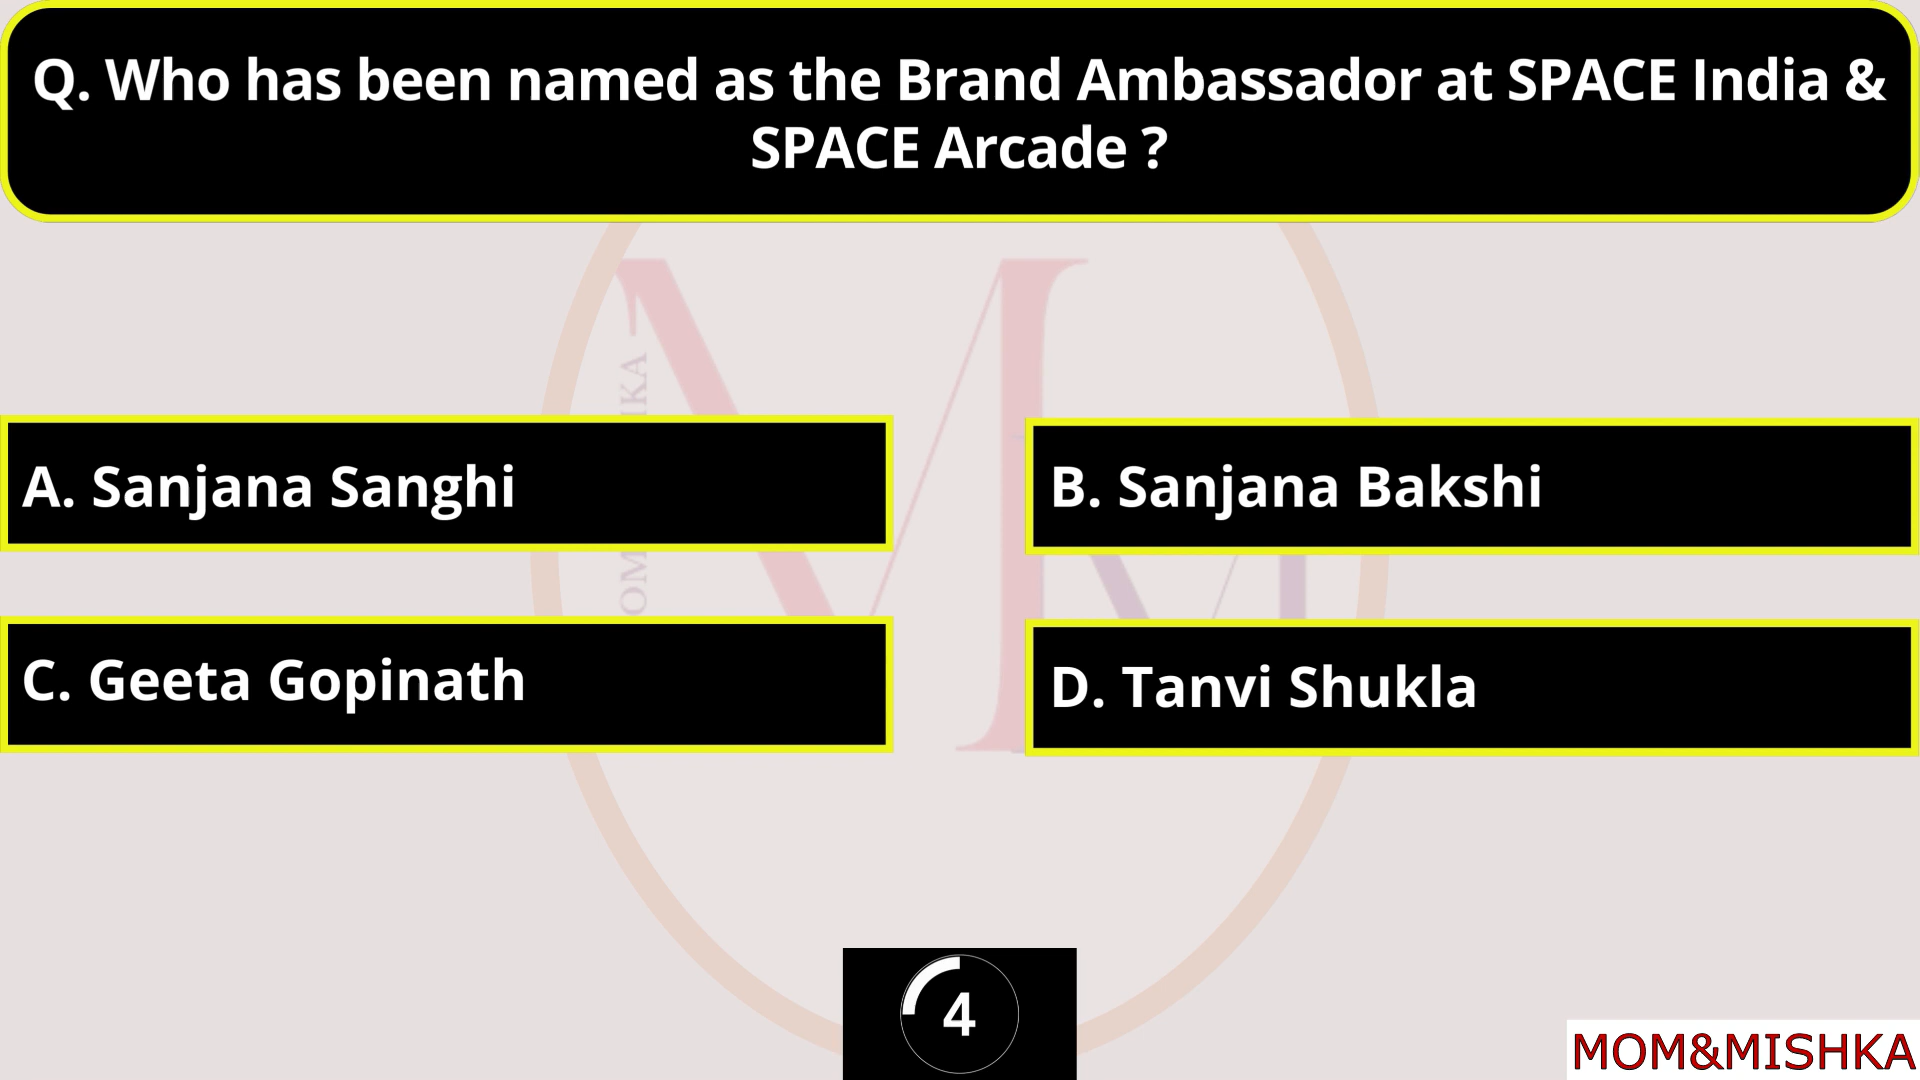 Q. Who has been named as the Brand Ambassador at SPACE India &
SPACE Arcade ?
A. Sanjana Sanghi
B. Sanjana Bakshi
C. Geeta Gopinath
D. Tanvi Shukla
4
MOM&MISHKA